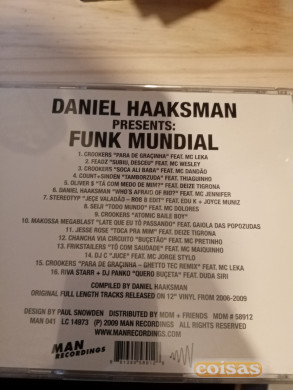 DANIEL HAAKSMAN
PRESENTS:
FUNK MUNDIAL
1. CROOKERS "PARA DE GRAÇINHA" FEAT. MC LEKA
2. FEADZ "SUBIU, DESCEU" FEAT. MC WESLEY
3. CROOKERS "SOCA ALI BABA" FEAT. MC DANDÃO
4. COUNT+SINDEN "TAMBORZUDA" FEAT. THIAQUINHO
5. OLIVER $ "TÁ COM MEDO DE MIM?" FEAT. DEIZE TIGRONA
6. DANIEL HAAKSMAN "WHO'S AFRAID OF RIO?" FEAT. MC JENNIFER
7. STEREOTYP "JEÇE VALADÃO – ROB B EDIT" FEAT. EDU K + JOYCE MUNIZ
8. SEIJI "TODO MUNDO" FEAT. MC DOLORES
9. CROOKERS "ATOMIC BAILE BOY"
10. MAKOSSA MEGABLAST "LATE QUE EU TÔ PASSANDO" FEAT. GAIOLA DAS POPOZUDAS
11. JESSE ROSE "TOCA PRA MIM" FEAT. DEIZE TIGRONA
12. CHANCHA VIA CIRCUITO "BUÇETÃO" FEAT. MC PRETINHO
13. FRIKSTAILERS "TÔ COM SAUDADE" FEAT. MC MAIQUINHO
14. DJ C "JUICE" FEAT. MC JORGE STYLO
15. CROOKERS "PARA DE GRAÇINHA – GHETTO TEC REMIX" FEAT. MC LEKA
16. RIVA STARR + DJ PANKO "QUERO BUÇETA" FEAT. DUDA SIRI
COMPILED BY DANIEL HAAKSMAN
ORIGINAL FULL LENGTH TRACKS RELEASED ON 12" VINYL FROM 2006-2009
DESIGN BY PAUL SNOWDEN DISTRIBUTED BY MDM + FRIENDS MDM # 58912
MAN 041 LC 14973 (P) 2009 MAN RECORDINGS ALL RIGHTS RESERVED
WWW.MANRECORDINGS.COM
MAN
RECORDINGS
coisas